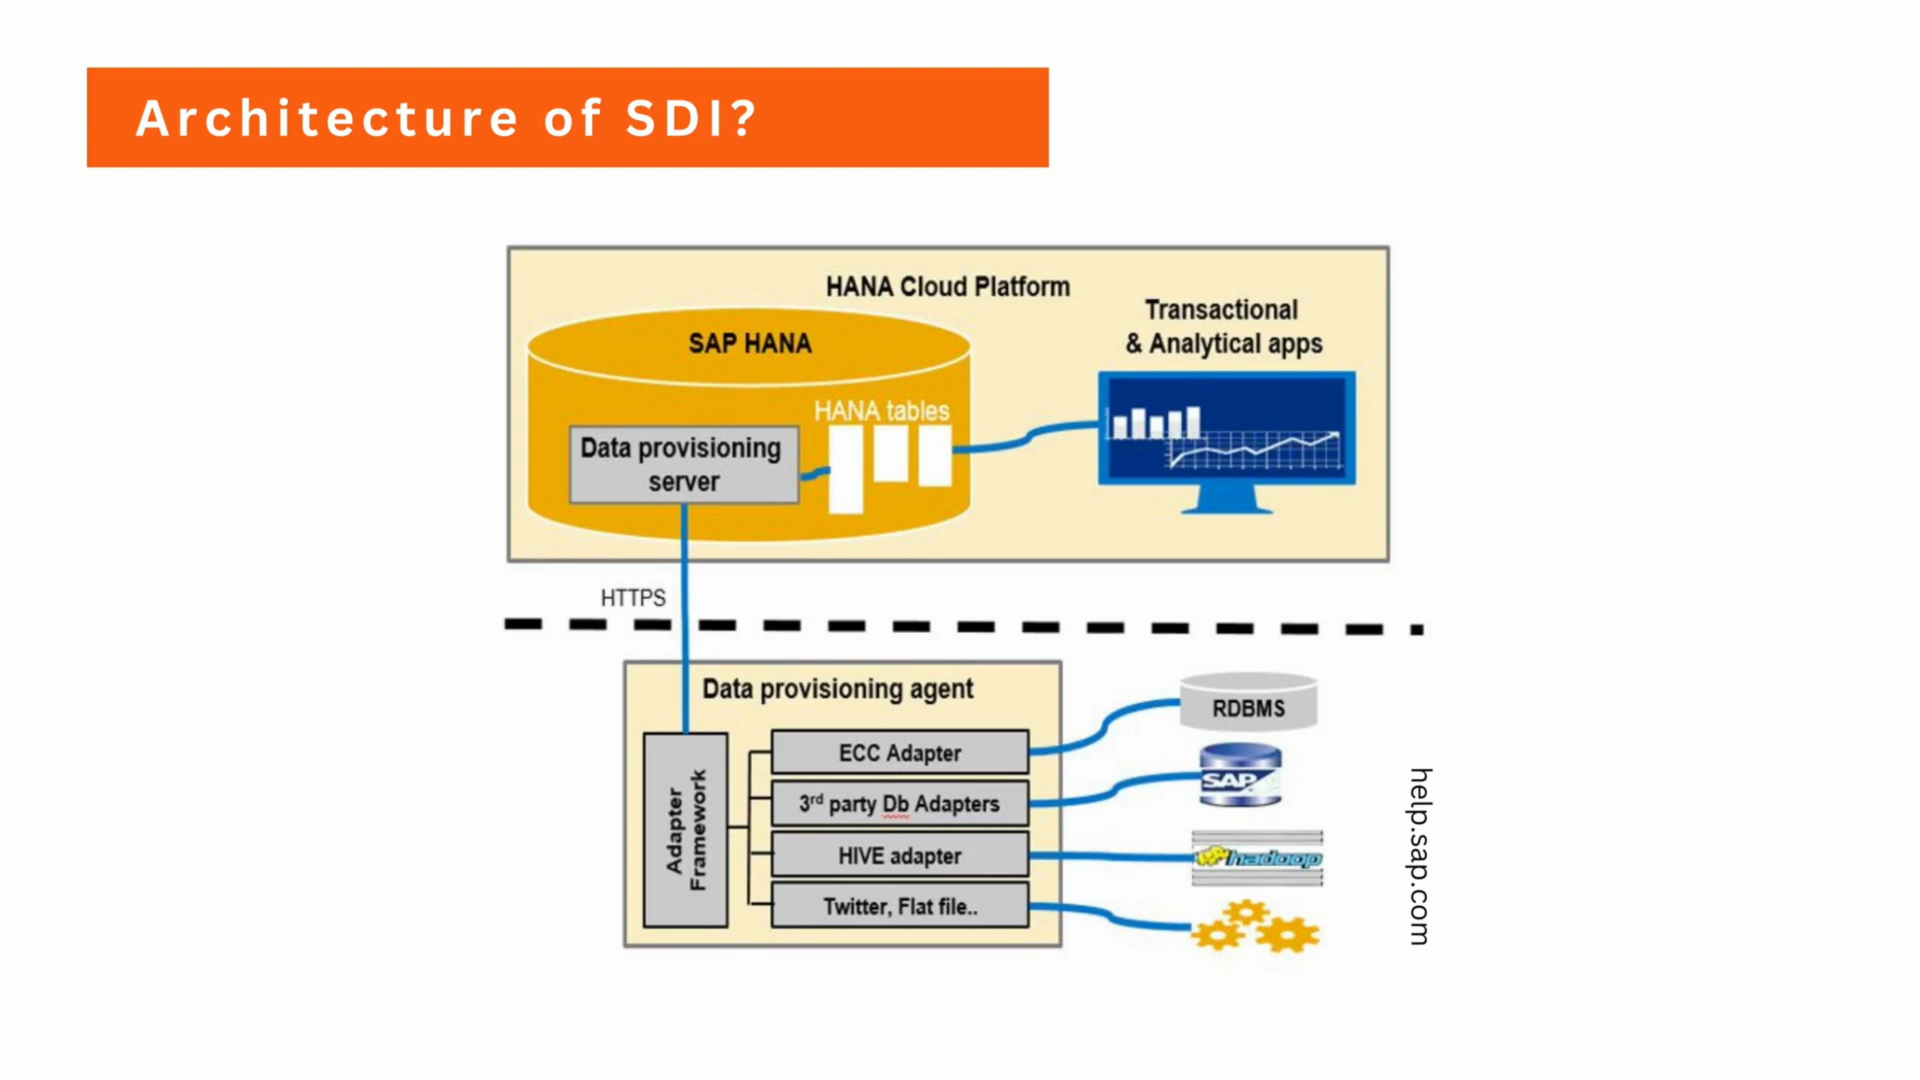 Architecture of SDI?
HANA Cloud Platform
Transactional
& Analytical apps
SAP HANA
HANA tables
Data provisioning
server
HTTPS
Data provisioning agent
Adapter
Framework
ECC Adapter
3rd party Db Adapters
HIVE adapter
Twitter, Flat file..
RDBMS
SAP
hadoop
help.sap.com